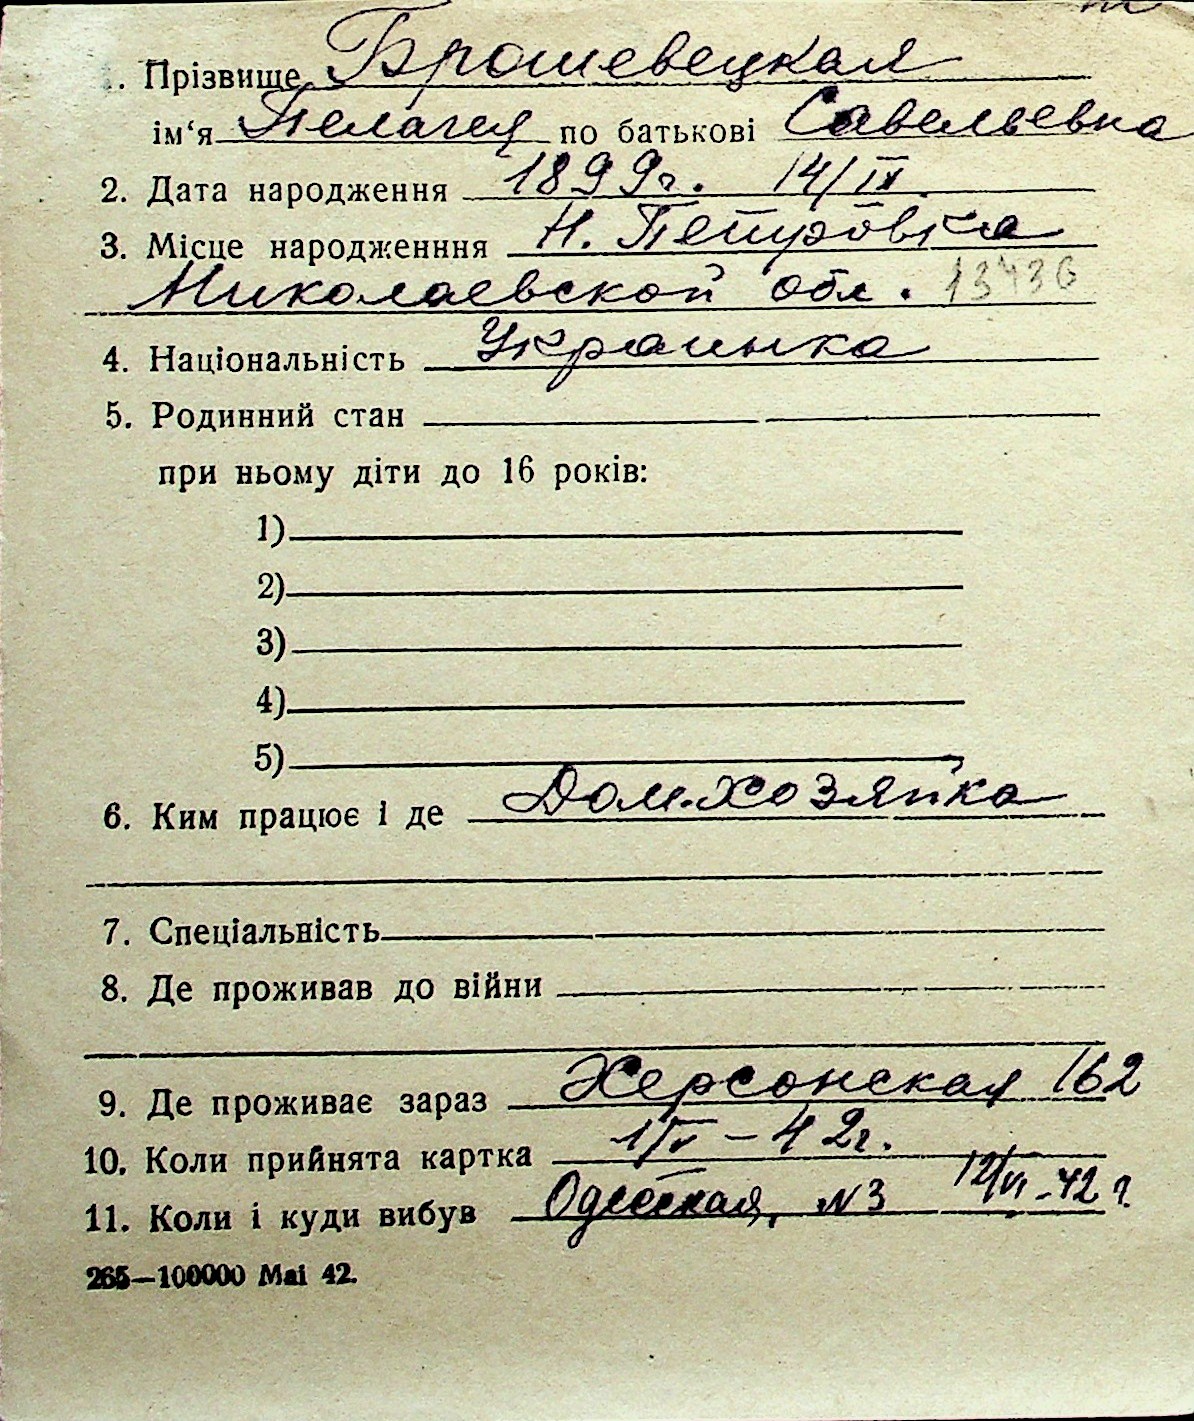 1. Прізвище Брошевецкая
ім‘я Пелагея по батькові Савельевна
2. Дата народження 1899г. 14/IX
3. Місце народженння Н. Петровка
Николаевской обл. 13436
4. Національність Украинка
5. Родинний стан
при ньому діти до 16 років:
1)
2)
3)
4)
5)
6. Ким працює і де Дом.хозяйка
7. Спеціальність
8. Де проживав до війни
9. Де проживає зараз Херсонская 162
10. Коли прийнята картка 1/V – 42г.
11. Коли і куди вибув Одесская, №3 12/VI-42 г.
265—100000 Mai 42.